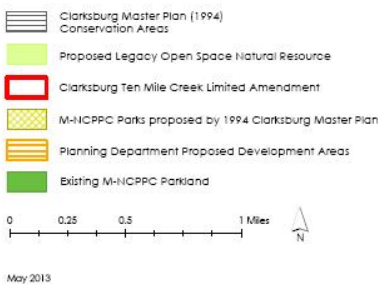 Clarksburg Master Plan (1994)
Conservation Areas
Proposed Legacy Open Space Natural Resource
Clarksburg Ten Mile Creek Limited Amendment
M-NCPPC Parks proposed by 1994 Clarksburg Master Plan
Planning Department Proposed Development Areas
Existing M-NCPPC Parkland
0 0.25 0.5 1 Miles
N
May 2013